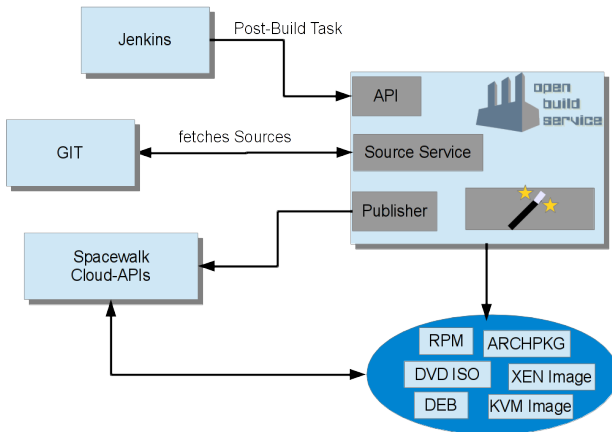 Jenkins
Post-Build Task
API
open
build
service
GIT
fetches Sources
Source Service
Publisher
Spacewalk
Cloud-APIs
RPM
ARCHPKG
DVD ISO
XEN Image
DEB
KVM Image